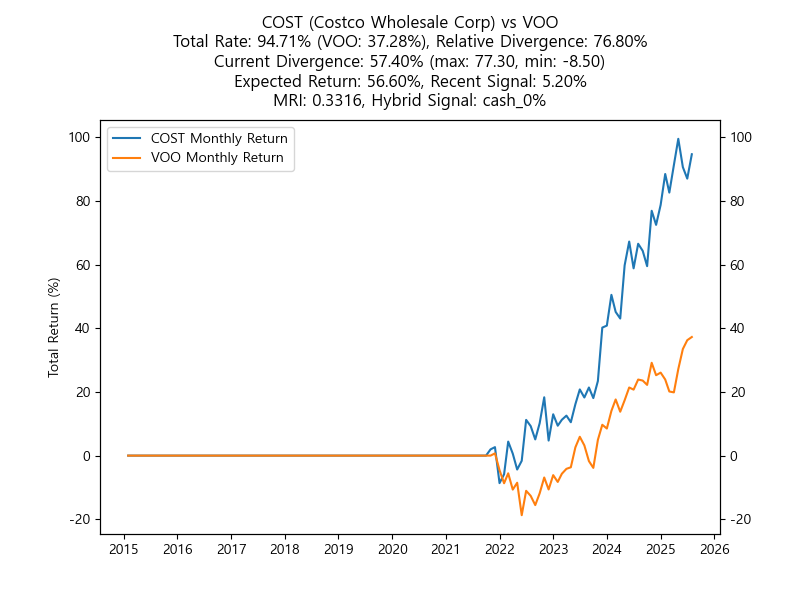 COST (Costco Wholesale Corp) vs VOO
Total Rate: 94.71% (VOO: 37.28%), Relative Divergence: 76.80%
Current Divergence: 57.40% (max: 77.30, min: -8.50)
Expected Return: 56.60%, Recent Signal: 5.20%
MRI: 0.3316, Hybrid Signal: cash_0%
COST Monthly Return
VOO Monthly Return
Total Return (%)
100
80
60
40
20
0
-20
100
80
60
40
20
0
-20
2015 2016 2017 2018 2019 2020 2021 2022 2023 2024 2025 2026